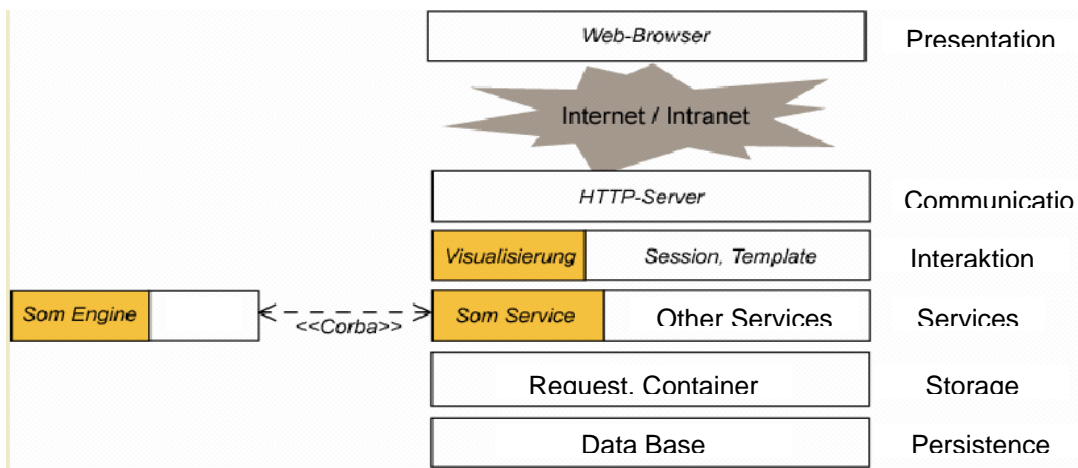 Web-Browser Presentation
Internet / Intranet
HTTP-Server Communicatio
Visualisierung Session, Template Interaktion
Som Engine <<Corba>> Som Service Other Services Services
Request, Container Storage
Data Base Persistence